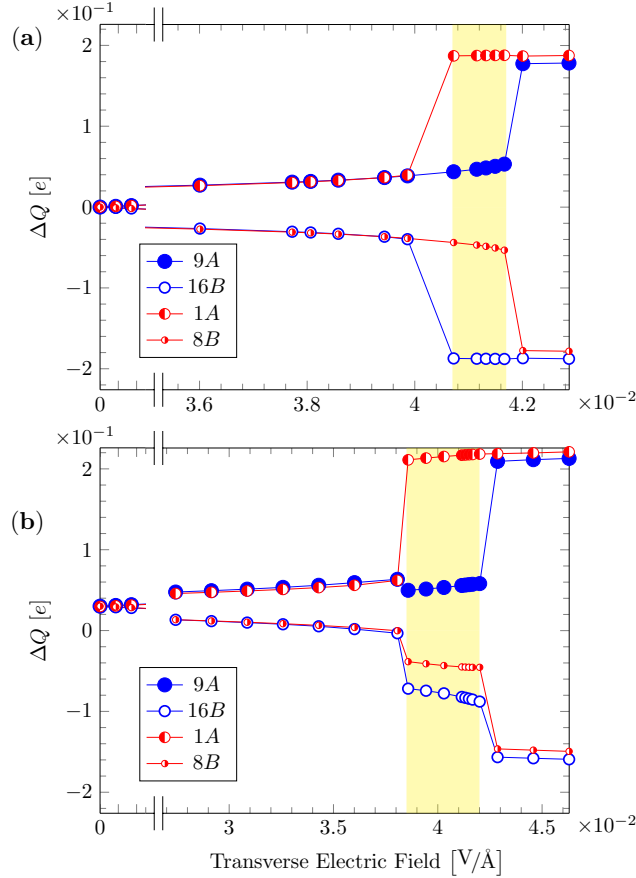 ×10⁻¹
(a)
2
1
0
−1
−2
ΔQ [e]
9A
16B
1A
8B
0
3.6
3.8
4
4.2
×10⁻²
×10⁻¹
(b)
2
1
0
−1
−2
ΔQ [e]
9A
16B
1A
8B
0
3
3.5
4
4.5
×10⁻²
Transverse Electric Field [V/Å]